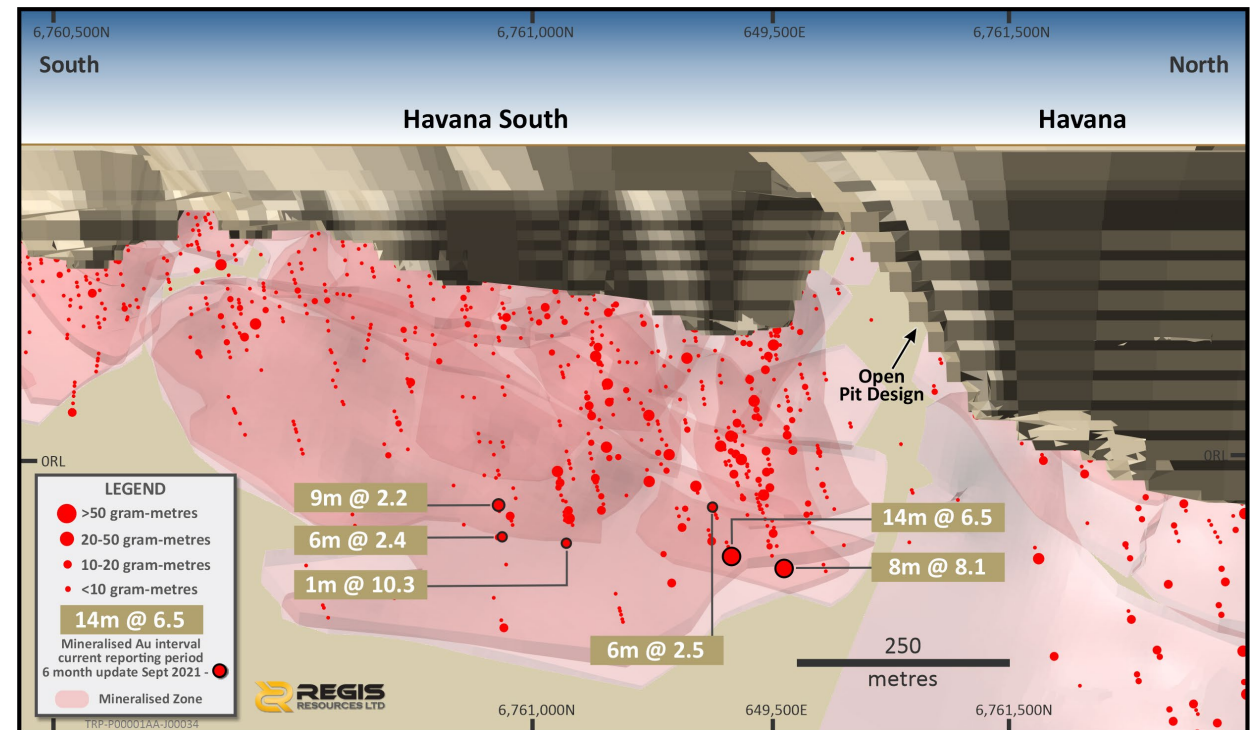 6,760,500N
6,761,000N
649,500E
6,761,500N
South
North
Havana South
Havana
Open
Pit Design
0RL
0RL
LEGEND
>50 gram-metres
20-50 gram-metres
10-20 gram-metres
<10 gram-metres
14m @ 6.5
Mineralised Au interval
current reporting period
6 month update Sept 2021 -
Mineralised Zone
TRP-P00001AA-J00034
9m @ 2.2
6m @ 2.4
1m @ 10.3
14m @ 6.5
8m @ 8.1
6m @ 2.5
250
metres
REGIS
RESOURCES LTD
6,761,000N
649,500E
6,761,500N